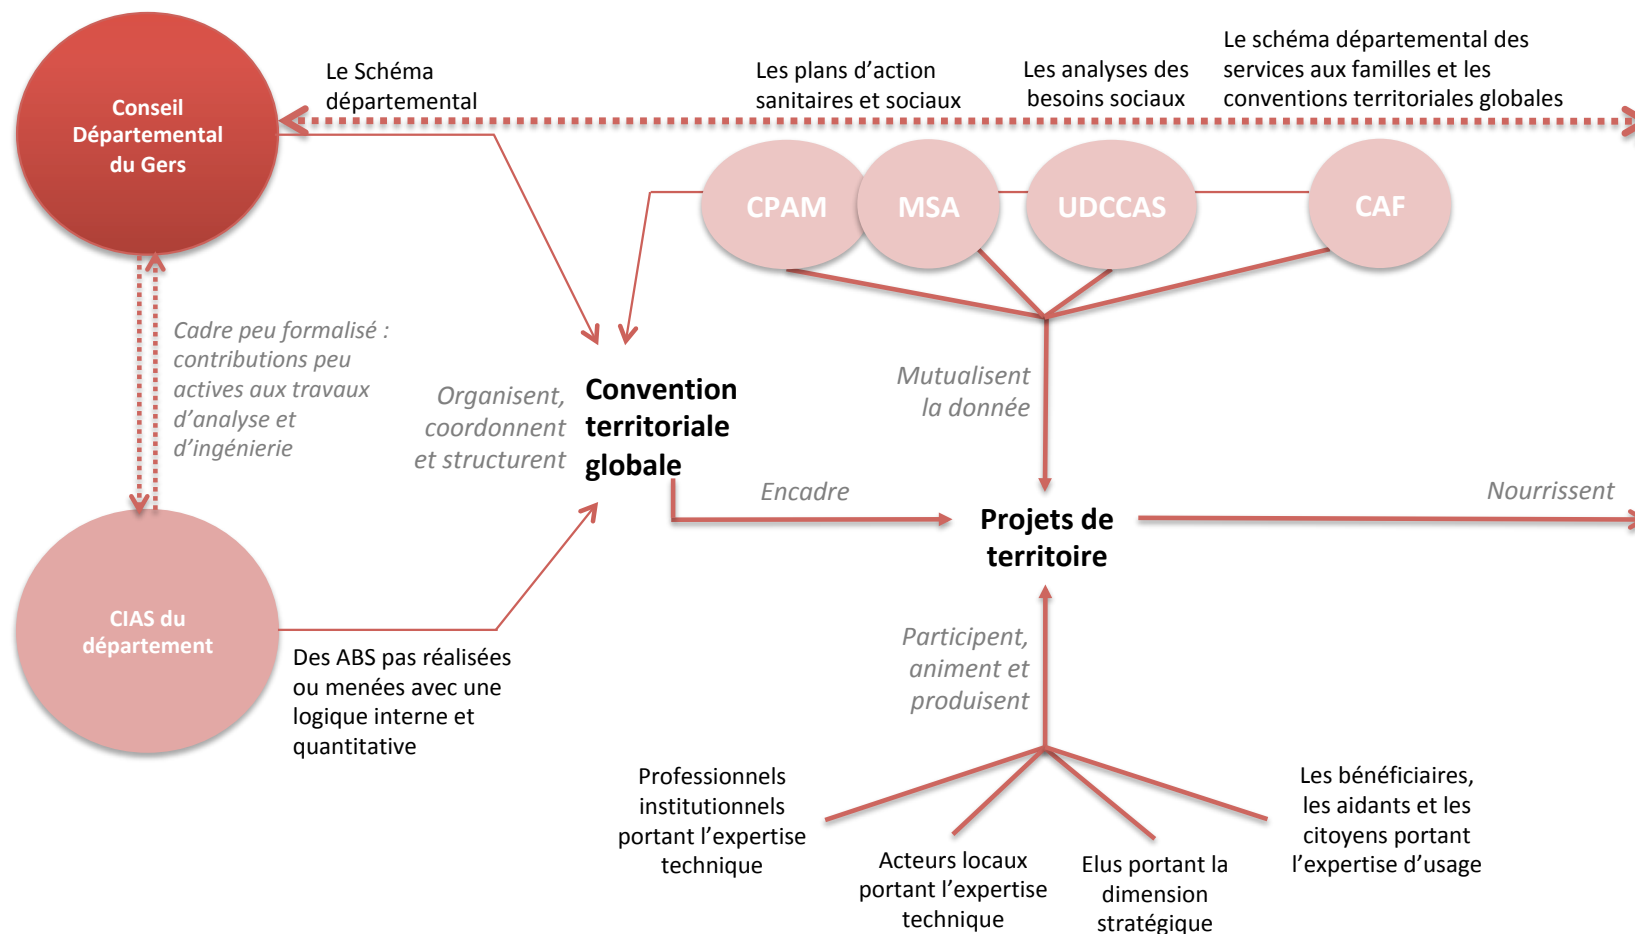 Conseil
Départemental
du Gers
Le Schéma
départemental
Les plans d’action
sanitaires et sociaux
Les analyses des
besoins sociaux
Le schéma départemental des
services aux familles et les
conventions territoriales globales
CPAM
MSA
UDCCAS
CAF
Cadre peu formalisé :
contributions peu
actives aux travaux
d’analyse et
d’ingénierie
Organisent,
coordonnent
et structurent
Convention
territoriale
globale
Mutualisent
la donnée
Encadre
Projets de
territoire
Nourrissent
CIAS du
département
Des ABS pas réalisées
ou menées avec une
logique interne et
quantitative
Participent,
animent et
produisent
Professionnels
institutionnels
portant l’expertise
technique
Acteurs locaux
portant l’expertise
technique
Elus portant la
dimension
stratégique
Les bénéficiaires,
les aidants et les
citoyens portant
l’expertise d’usage